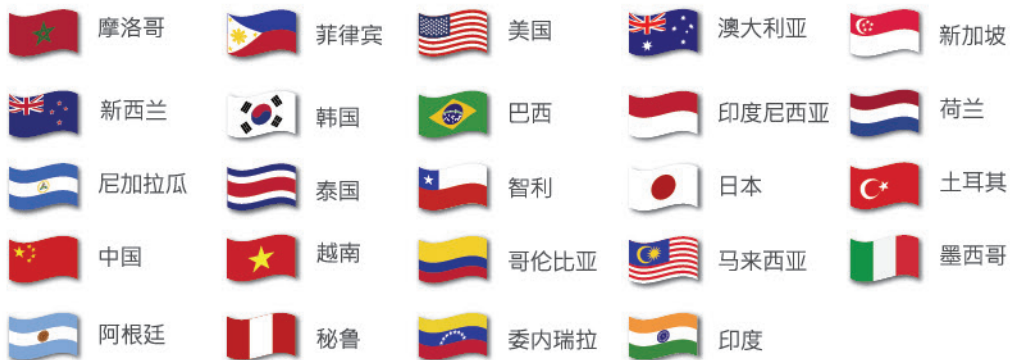 摩洛哥 菲律宾 美国 澳大利亚 新加坡
新西兰 韩国 巴西 印度尼西亚 荷兰
尼加拉瓜 泰国 智利 日本 土耳其
中国 越南 哥伦比亚 马来西亚 墨西哥
阿根廷 秘鲁 委内瑞拉 印度